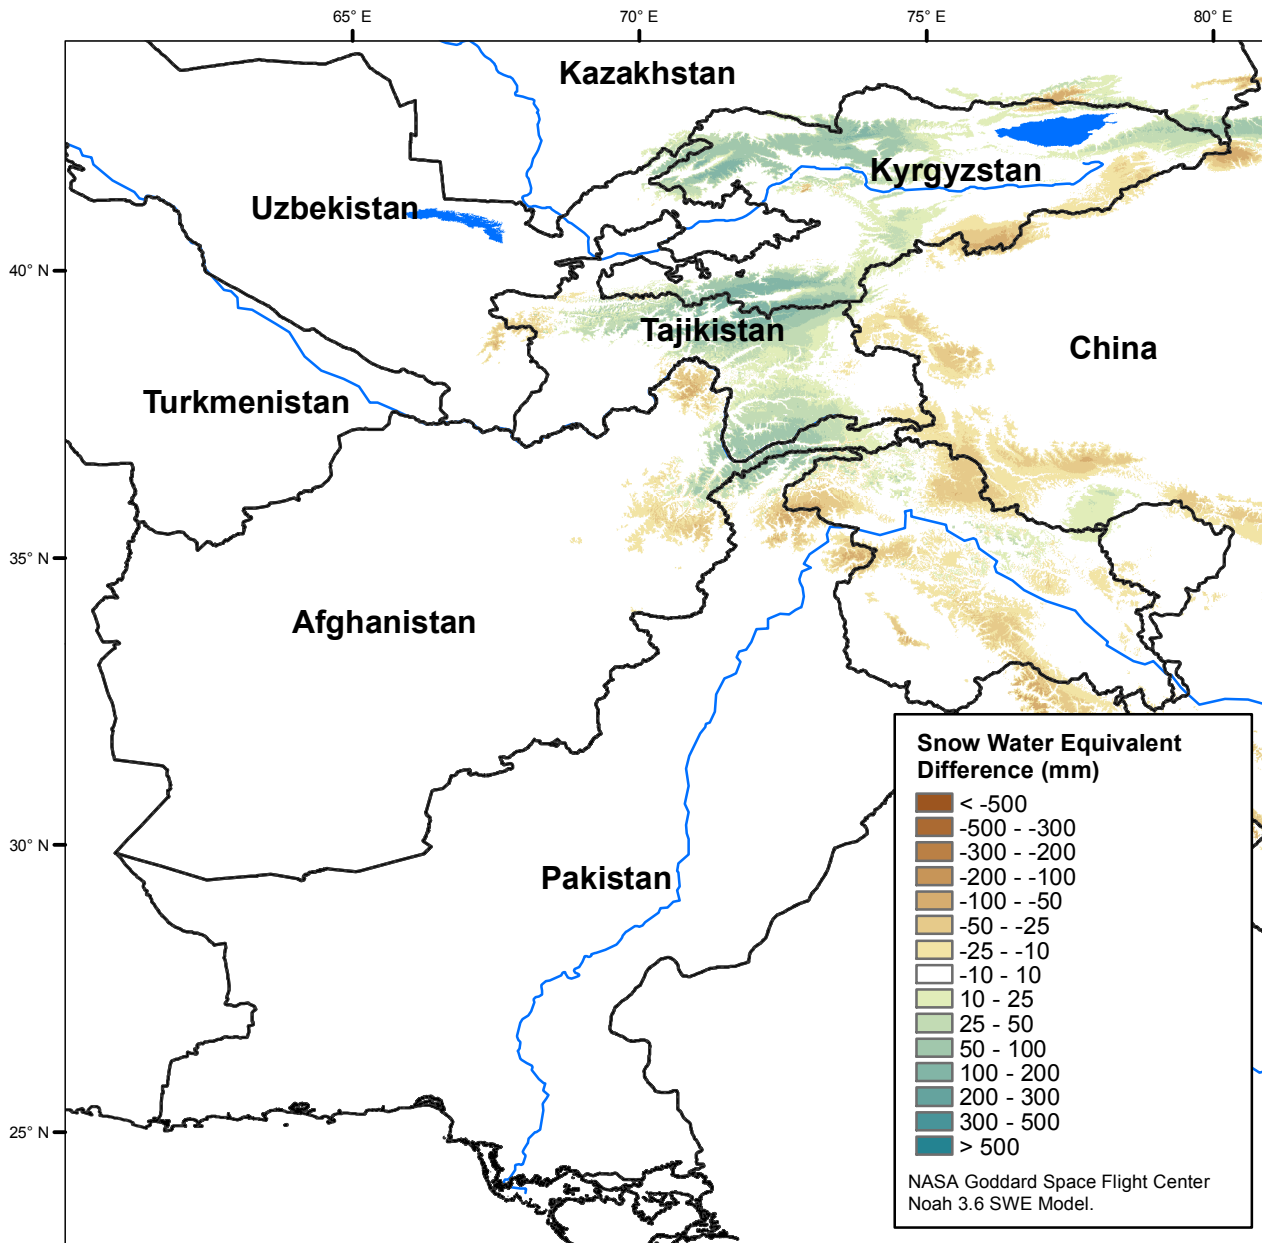 65° E
70° E
75° E
80° E
Kazakhstan
Kyrgyzstan
Uzbekistan
40° N
Tajikistan
China
Turkmenistan
35° N
Afghanistan
30° N
Pakistan
25° N
Snow Water Equivalent
Difference (mm)
< -500
-500 - -300
-300 - -200
-200 - -100
-100 - -50
-50 - -25
-25 - -10
-10 - 10
10 - 25
25 - 50
50 - 100
100 - 200
200 - 300
300 - 500
> 500
NASA Goddard Space Flight Center
Noah 3.6 SWE Model.